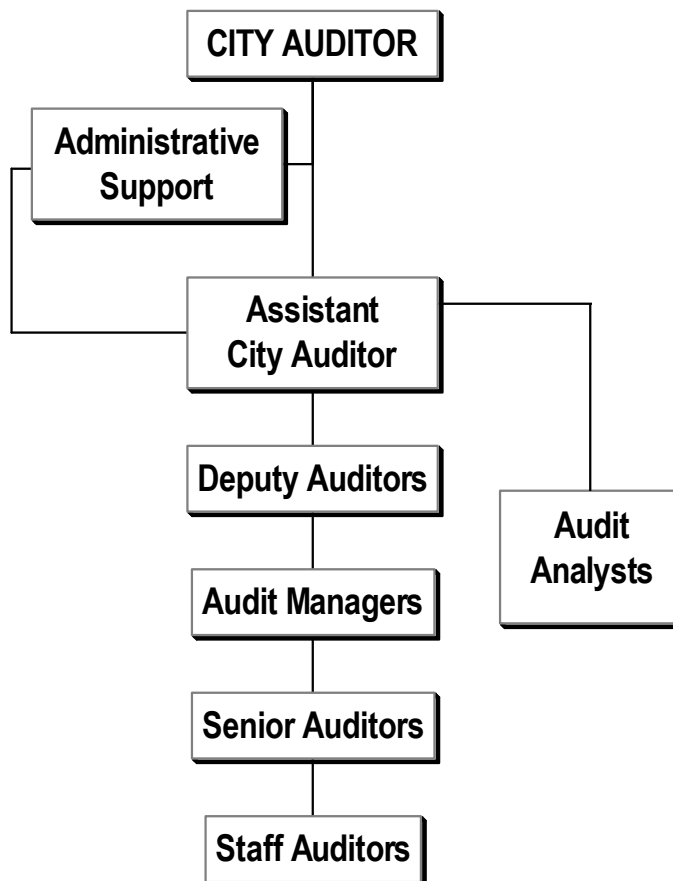 CITY AUDITOR
Administrative
Support
Assistant
City Auditor
Deputy Auditors
Audit
Analysts
Audit Managers
Senior Auditors
Staff Auditors